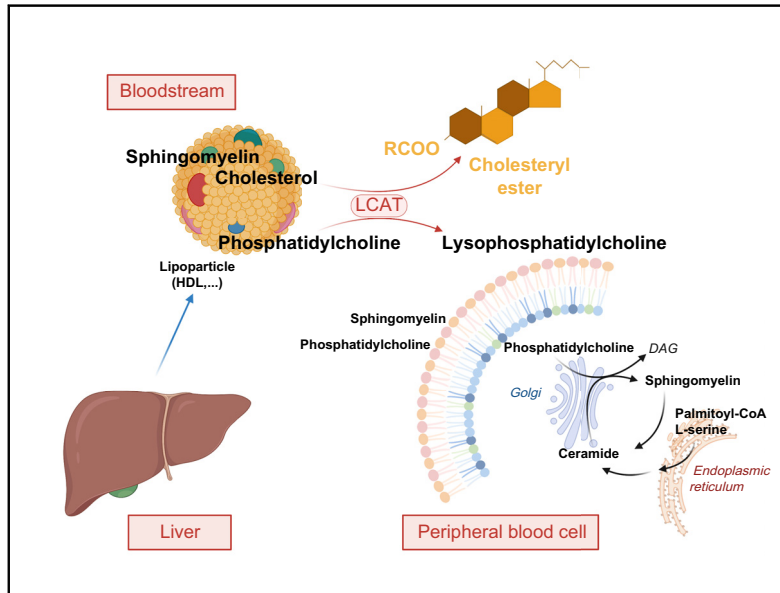 Bloodstream
Sphingomyelin
Cholesterol
RCOO
Cholesteryl
ester
LCAT
Phosphatidylcholine
Lysophosphatidylcholine
Lipoparticle
(HDL,...)
Sphingomyelin
Phosphatidylcholine
Phosphatidylcholine
DAG
Golgi
Sphingomyelin
Palmitoyl-CoA
L-serine
Ceramide
Endoplasmic
reticulum
Liver
Peripheral blood cell